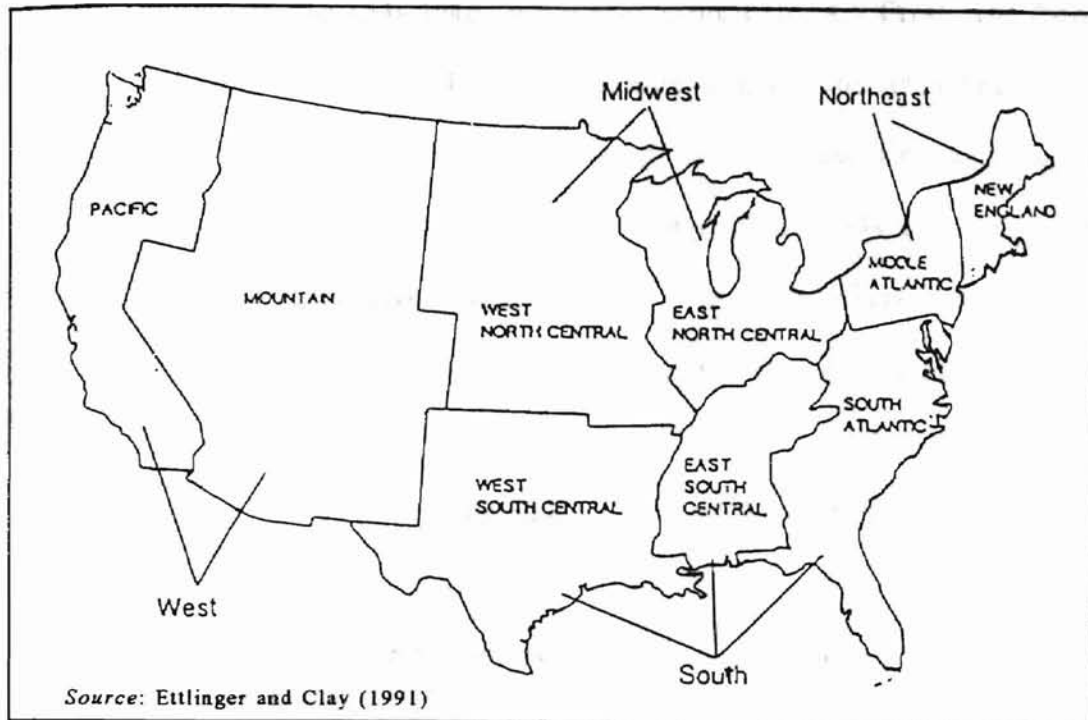 Midwest
Northeast
PACIFIC
NEW
ENGLAND
MIDDLE
ATLANTIC
MOUNTAIN
WEST
NORTH CENTRAL
EAST
NORTH CENTRAL
SOUTH
ATLANTIC
WEST
SOUTH CENTRAL
EAST
SOUTH
CENTRAL
West
South
Source: Ettlinger and Clay (1991)